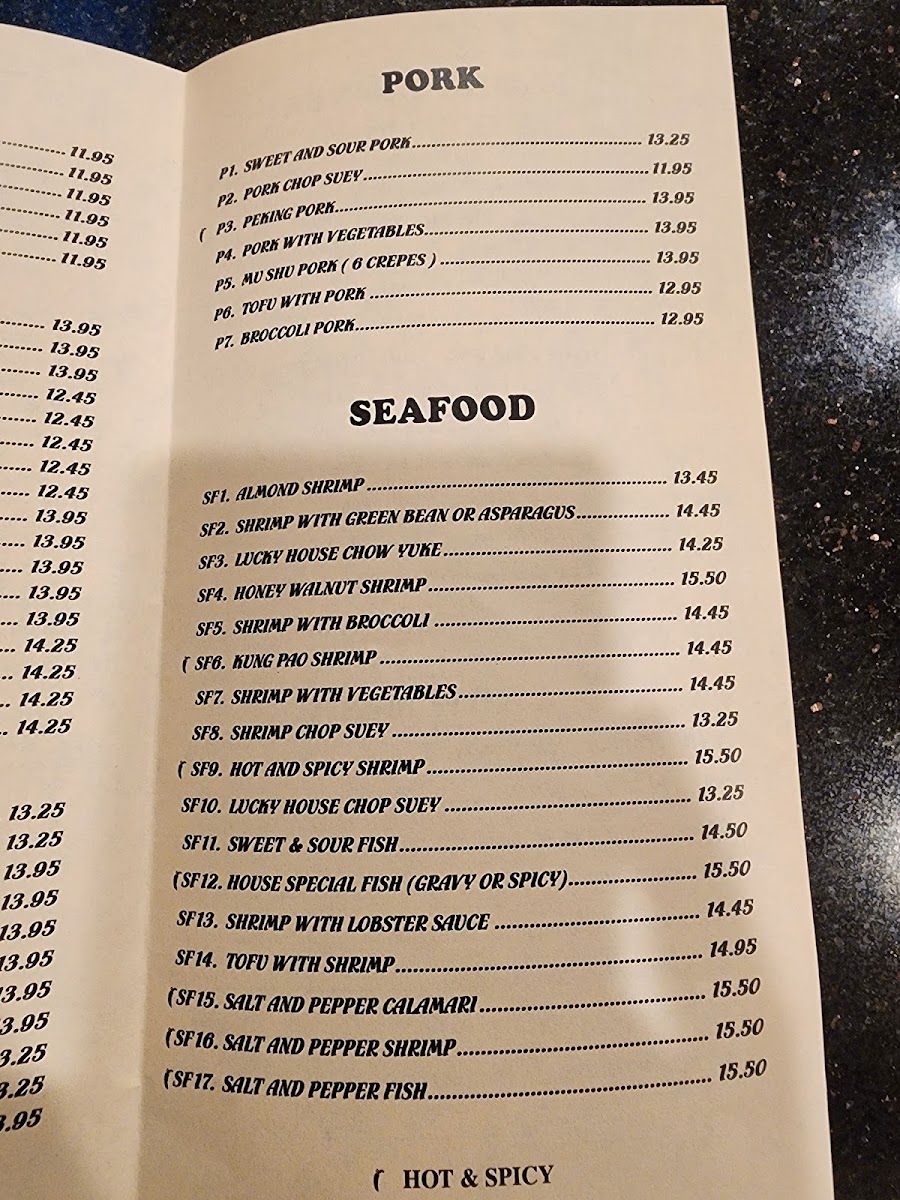 11.95
11.95
11.95
11.95
11.95
11.95
13.95
13.95
13.95
12.45
12.45
12.45
12.45
12.45
13.95
13.95
13.95
13.95
13.95
14.25
14.25
14.25
14.25
13.25
13.25
13.95
13.95
13.95
13.95
13.95
13.95
3.25
3.25
3.95
PORK
P1. SWEET AND SOUR PORK 13.25
P2. PORK CHOP SUEY 11.95
P3. PEKING PORK 13.95
P4. PORK WITH VEGETABLES 13.95
P5. MU SHU PORK ( 6 CREPES ) 13.95
P6. TOFU WITH PORK 12.95
P7. BROCCOLI PORK 12.95
SEAFOOD
SF1. ALMOND SHRIMP 13.45
SF2. SHRIMP WITH GREEN BEAN OR ASPARAGUS 14.45
SF3. LUCKY HOUSE CHOW YUKE 14.25
SF4. HONEY WALNUT SHRIMP 15.50
SF5. SHRIMP WITH BROCCOLI 14.45
SF6. KUNG PAO SHRIMP 14.45
SF7. SHRIMP WITH VEGETABLES 14.45
SF8. SHRIMP CHOP SUEY 13.25
SF9. HOT AND SPICY SHRIMP 15.50
SF10. LUCKY HOUSE CHOP SUEY 13.25
SF11. SWEET & SOUR FISH 14.50
SF12. HOUSE SPECIAL FISH (GRAVY OR SPICY) 15.50
SF13. SHRIMP WITH LOBSTER SAUCE 14.45
SF14. TOFU WITH SHRIMP 14.95
SF15. SALT AND PEPPER CALAMARI 15.50
SF16. SALT AND PEPPER SHRIMP 15.50
SF17. SALT AND PEPPER FISH 15.50
HOT & SPICY